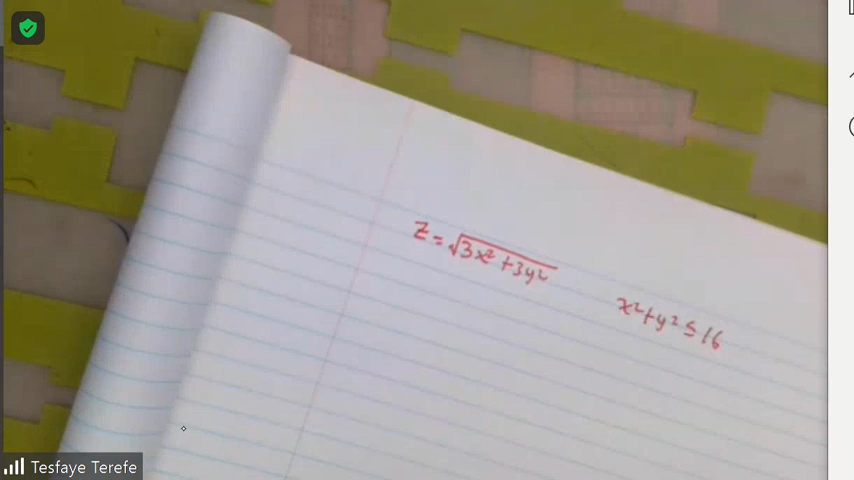 z = √3x² + 3y²
x² + y² ≤ 16
Tesfaye Terefe